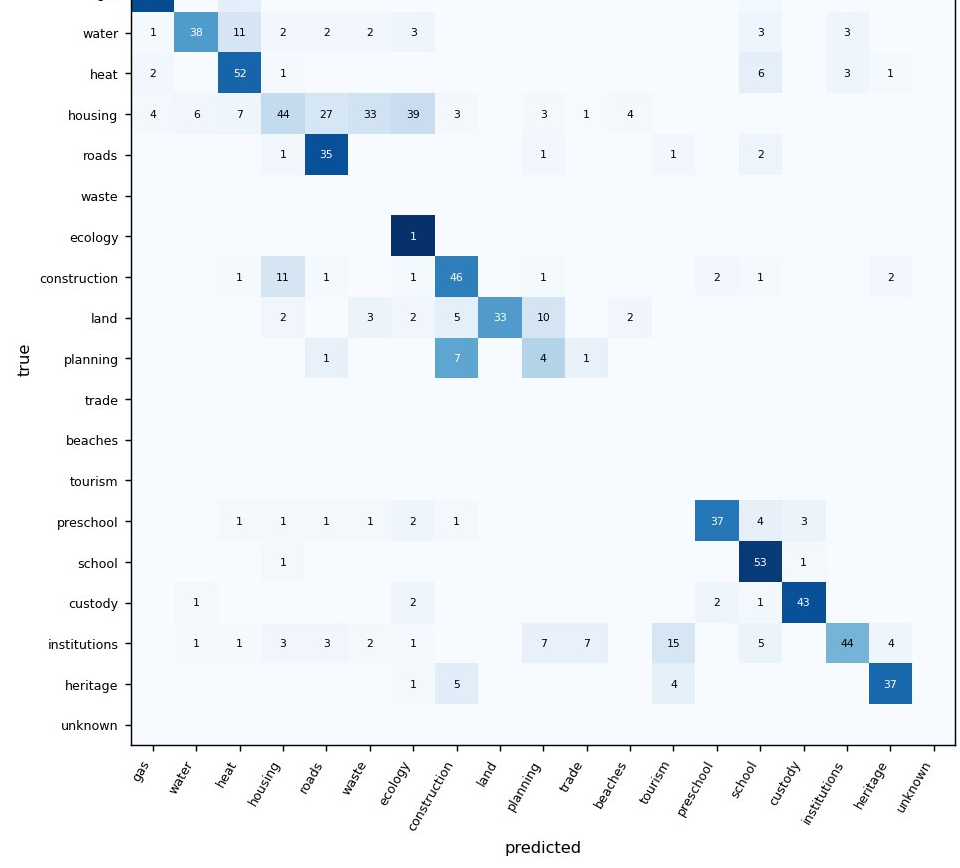 water 1 38 11 2 2 2 3 3 3
heat 2 52 1 6 3 1
housing 4 6 7 44 27 33 39 3 3 1 4
roads 1 35 1 1 2
waste
ecology 1
construction 1 11 1 1 46 1 2 1 2
land 2 3 2 5 33 10 2
planning 1 7 4 1
trade
beaches
tourism
preschool 1 1 1 1 2 1 37 4 3
school 1 53 1
custody 1 2 2 1 43
institutions 1 1 3 3 2 1 7 7 15 5 44 4
heritage 1 5 4 37
unknown
true
gas water heat housing roads waste ecology construction land planning trade beaches tourism preschool school custody institutions heritage unknown
predicted